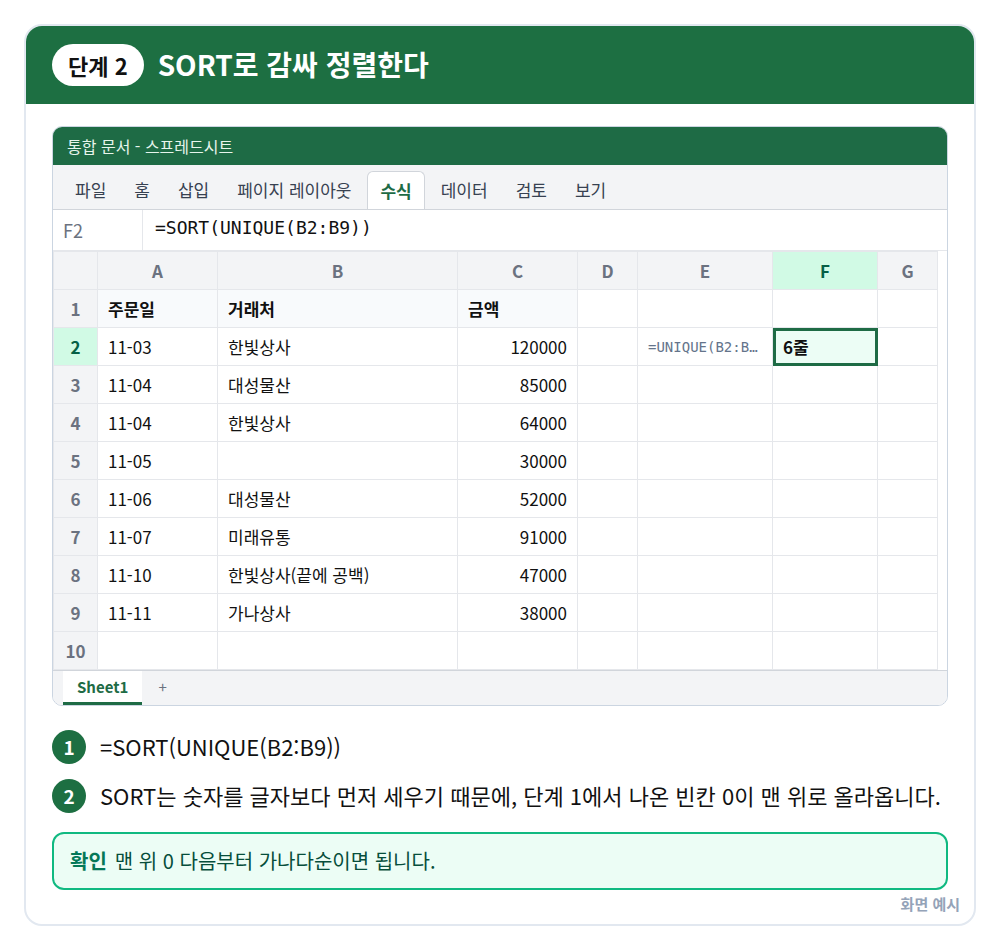 단계 2 SORT로 감싸 정렬한다
통합 문서 - 스프레드시트
파일 홈 삽입 페이지 레이아웃 수식 데이터 검토 보기
F2 =SORT(UNIQUE(B2:B9))
A B C D E F G
1 주문일 거래처 금액
2 11-03 한빛상사 120000 =UNIQUE(B2:B… 6줄
3 11-04 대성물산 85000
4 11-04 한빛상사 64000
5 11-05 30000
6 11-06 대성물산 52000
7 11-07 미래유통 91000
8 11-10 한빛상사(끝에 공백) 47000
9 11-11 가나상사 38000
10
Sheet1 +
1 =SORT(UNIQUE(B2:B9))
2 SORT는 숫자를 글자보다 먼저 세우기 때문에, 단계 1에서 나온 빈칸 0이 맨 위로 올라옵니다.
확인 맨 위 0 다음부터 가나다순이면 됩니다.
화면 예시